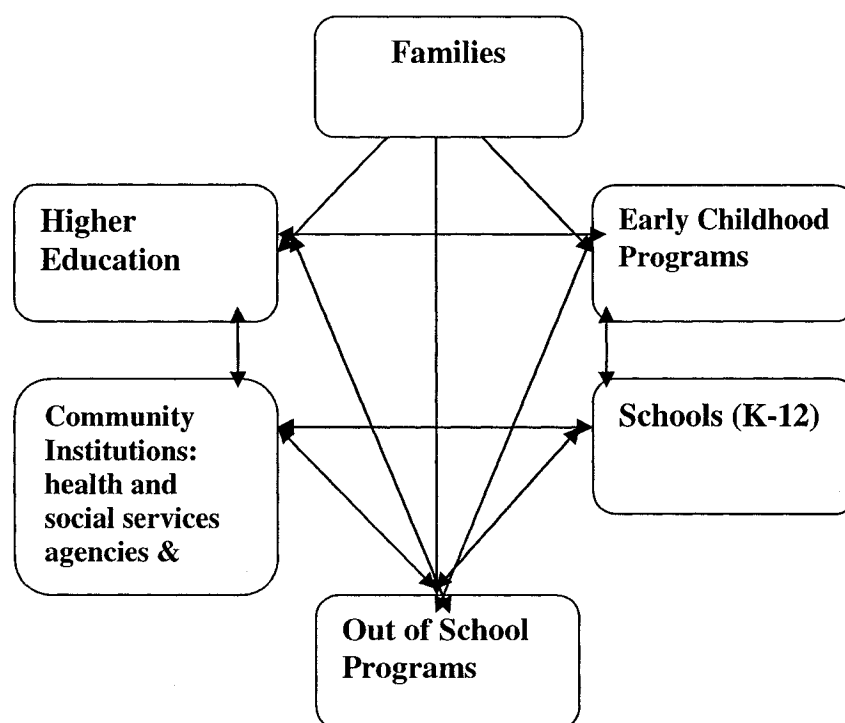 Families
Higher
Education
Early Childhood
Programs
Community
Institutions:
health and
social services
agencies &
Schools (K-12)
Out of School
Programs